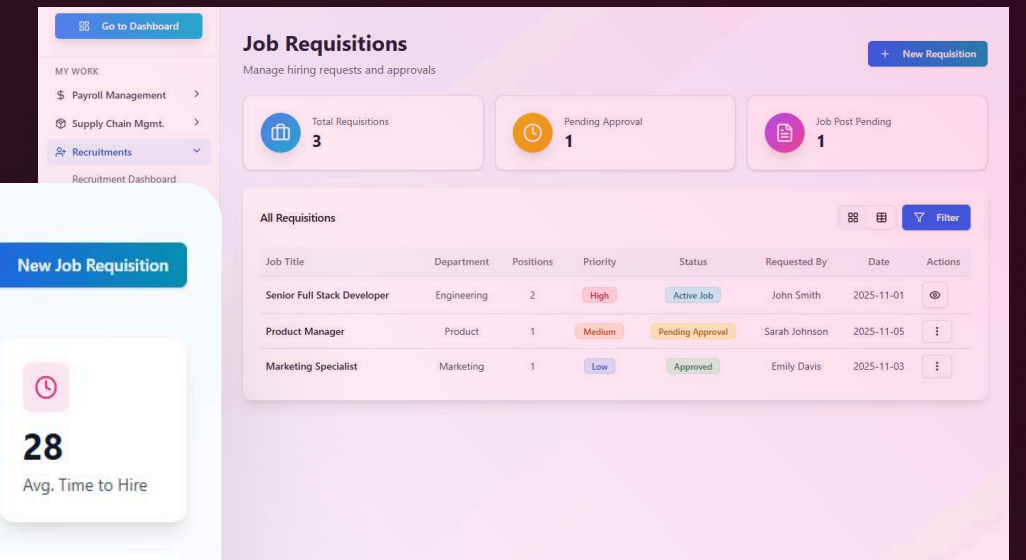 Go to Dashboard
MY WORK
Payroll Management
Supply Chain Mgmt.
Recruitments
Recruitment Dashboard
New Job Requisition
28
Avg. Time to Hire
Job Requisitions
Manage hiring requests and approvals
+ New Requisition
Total Requisitions
3
Pending Approval
1
Job Post Pending
1
All Requisitions
Filter
Job Title Department Positions Priority Status Requested By Date Actions
Senior Full Stack Developer Engineering 2 High Active Job John Smith 2025-11-01
Product Manager Product 1 Medium Pending Approval Sarah Johnson 2025-11-05
Marketing Specialist Marketing 1 Low Approved Emily Davis 2025-11-03